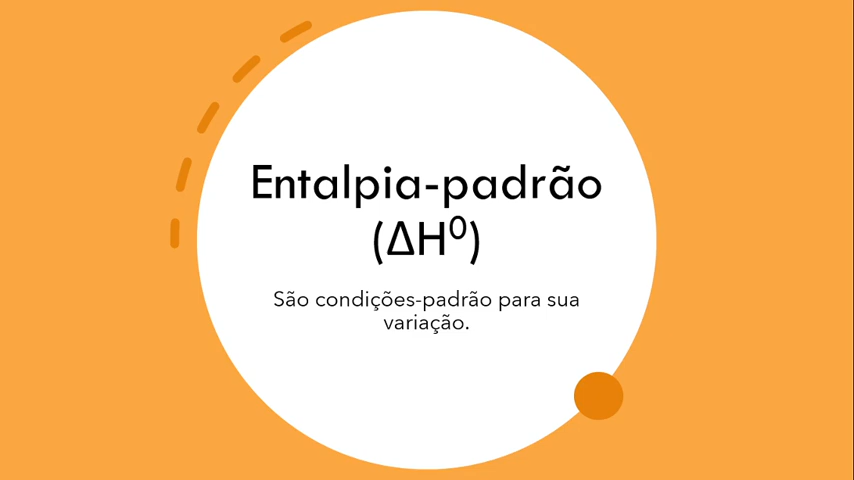 Entalpia-padrão
(ΔH⁰)
São condições-padrão para sua
variação.